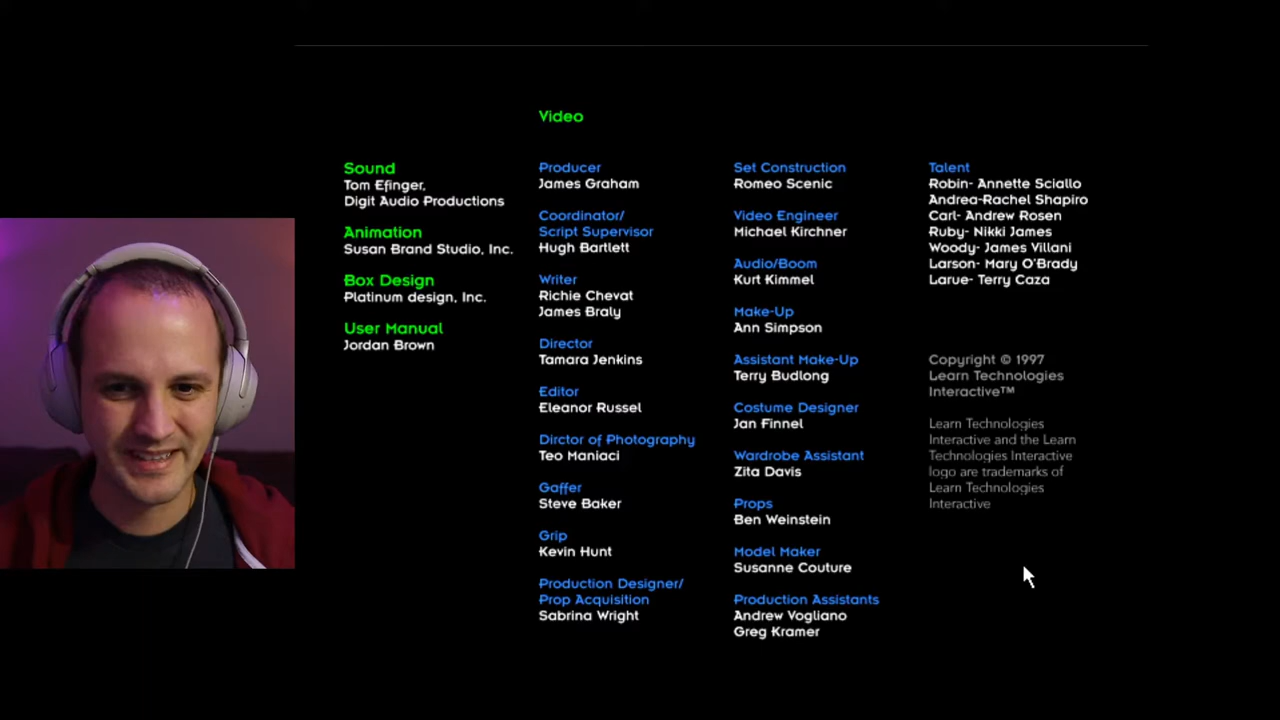 Video
Sound
Tom Efinger,
Digit Audio Productions
Animation
Susan Brand Studio, Inc.
Box Design
Platinum design, Inc.
User Manual
Jordan Brown
Producer
James Graham
Coordinator/
Script Supervisor
Hugh Bartlett
Writer
Richie Chevat
James Braly
Director
Tamara Jenkins
Editor
Eleanor Russel
Dirctor of Photography
Teo Maniaci
Gaffer
Steve Baker
Grip
Kevin Hunt
Production Designer/
Prop Acquisition
Sabrina Wright
Set Construction
Romeo Scenic
Video Engineer
Michael Kirchner
Audio/Boom
Kurt Kimmel
Make-Up
Ann Simpson
Assistant Make-Up
Terry Budlong
Costume Designer
Jan Finnel
Wardrobe Assistant
Zita Davis
Props
Ben Weinstein
Model Maker
Susanne Couture
Production Assistants
Andrew Vogliano
Greg Kramer
Talent
Robin- Annette Sciallo
Andrea-Rachel Shapiro
Carl- Andrew Rosen
Ruby- Nikki James
Woody- James Villani
Larson- Mary O'Brady
Larue- Terry Caza
Copyright © 1997
Learn Technologies
Interactive™
Learn Technologies
Interactive and the Learn
Technologies Interactive
logo are trademarks of
Learn Technologies
Interactive